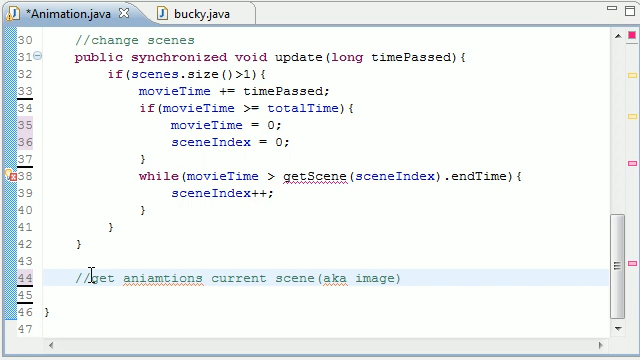 *Animation.java bucky.java
30 //change scenes
31 public synchronized void update(long timePassed){
32 if(scenes.size()>1){
33 movieTime += timePassed;
34 if(movieTime >= totalTime){
35 movieTime = 0;
36 sceneIndex = 0;
37 }
38 while(movieTime > getScene(sceneIndex).endTime){
39 sceneIndex++;
40 }
41 }
42 }
43
44 //get aniamtions current scene(aka image)
45
46 }
47